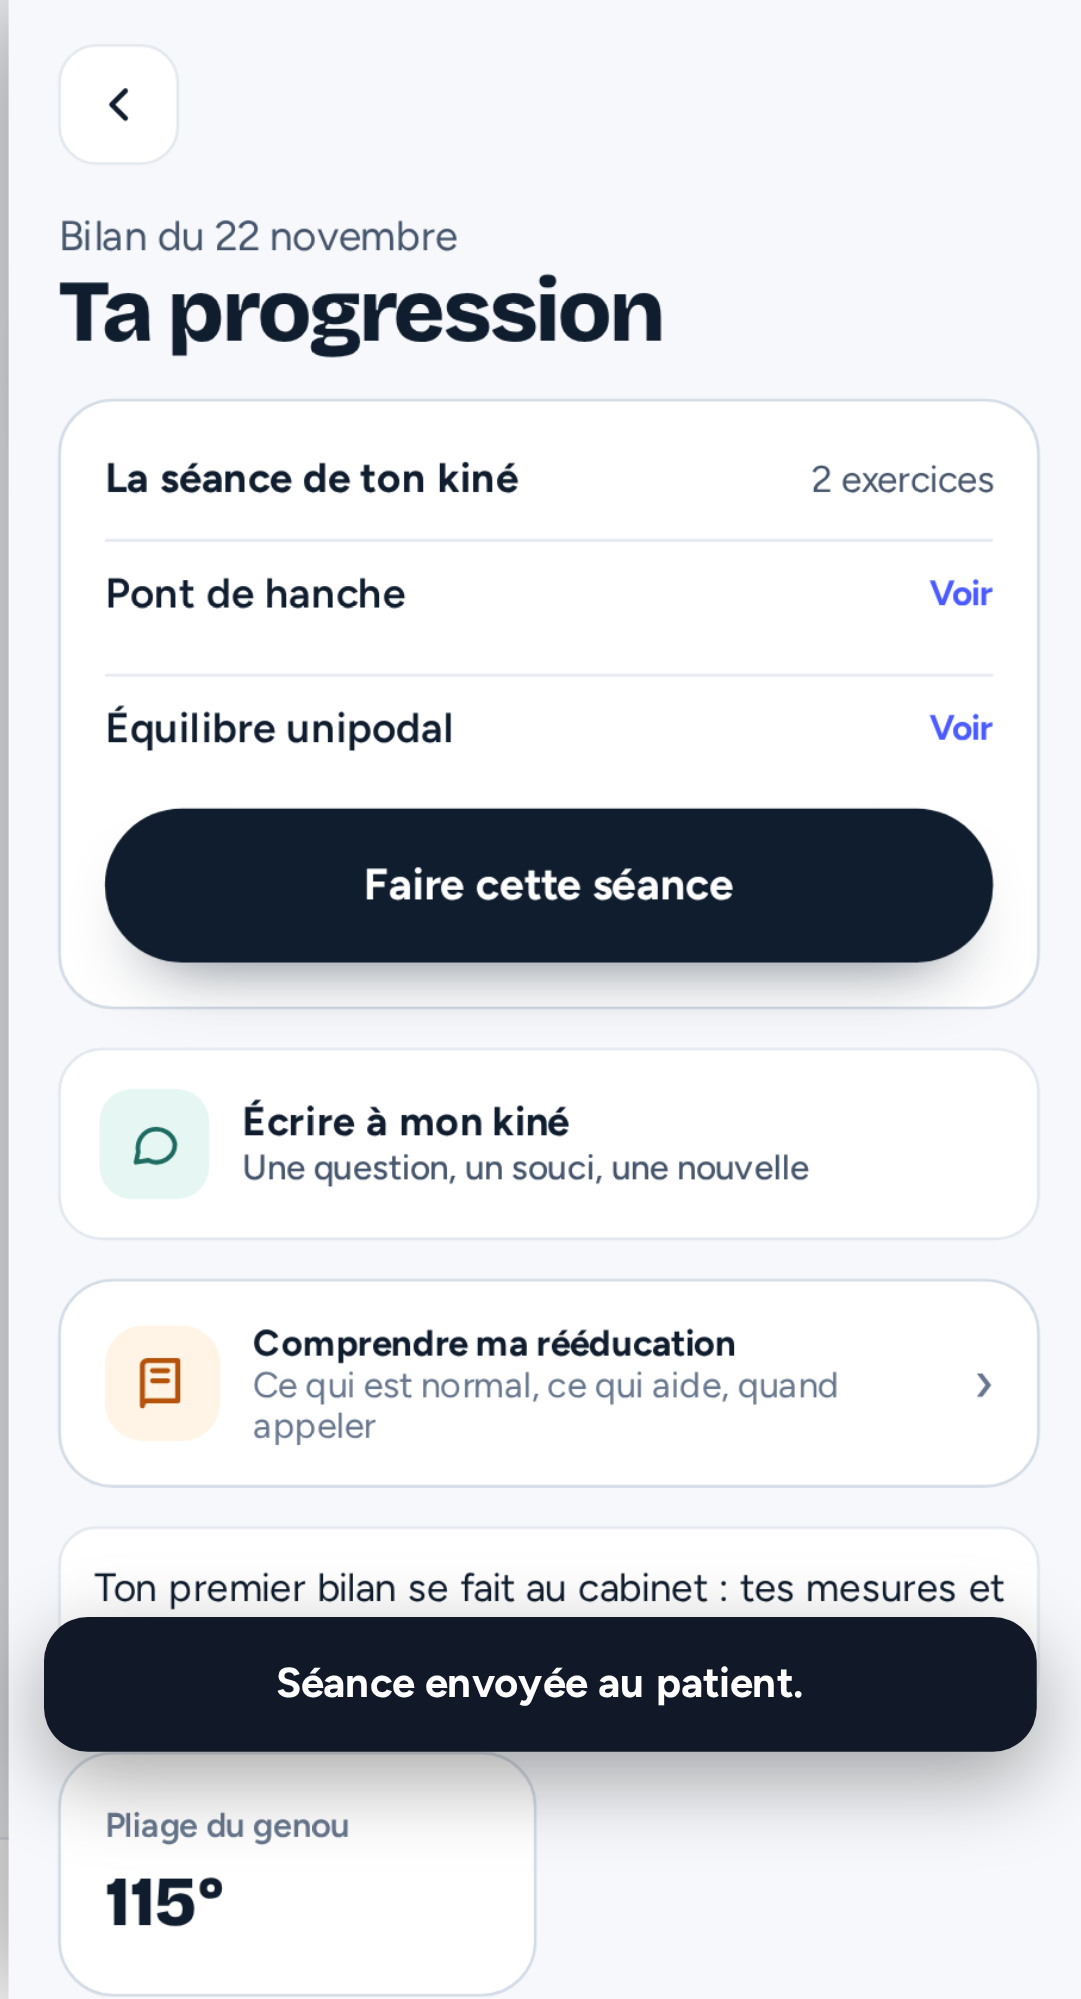 Bilan du 22 novembre
Ta progression
La séance de ton kiné
2 exercices
Pont de hanche
Voir
Équilibre unipodal
Voir
Faire cette séance
Écrire à mon kiné
Une question, un souci, une nouvelle
Comprendre ma rééducation
Ce qui est normal, ce qui aide, quand
appeler
Ton premier bilan se fait au cabinet : tes mesures et
Séance envoyée au patient.
Pliage du genou
115°